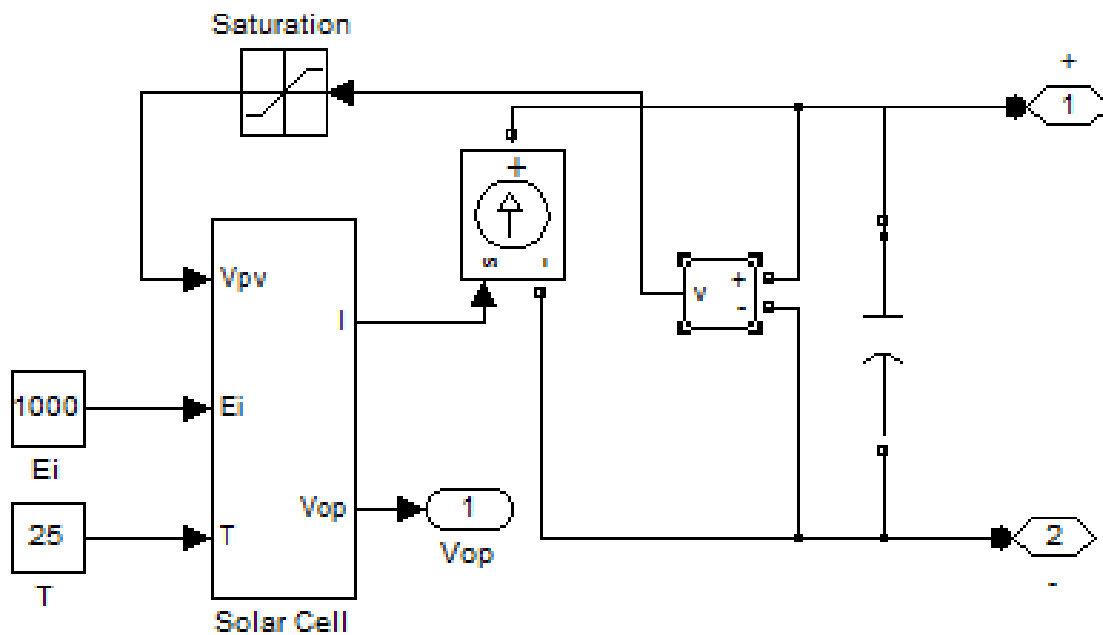 Saturation
+
1
+
s -
Vpv
I
v + -
1000
Ei
Ei
Vop
1
Vop
25
T
T
2
-
Solar Cell